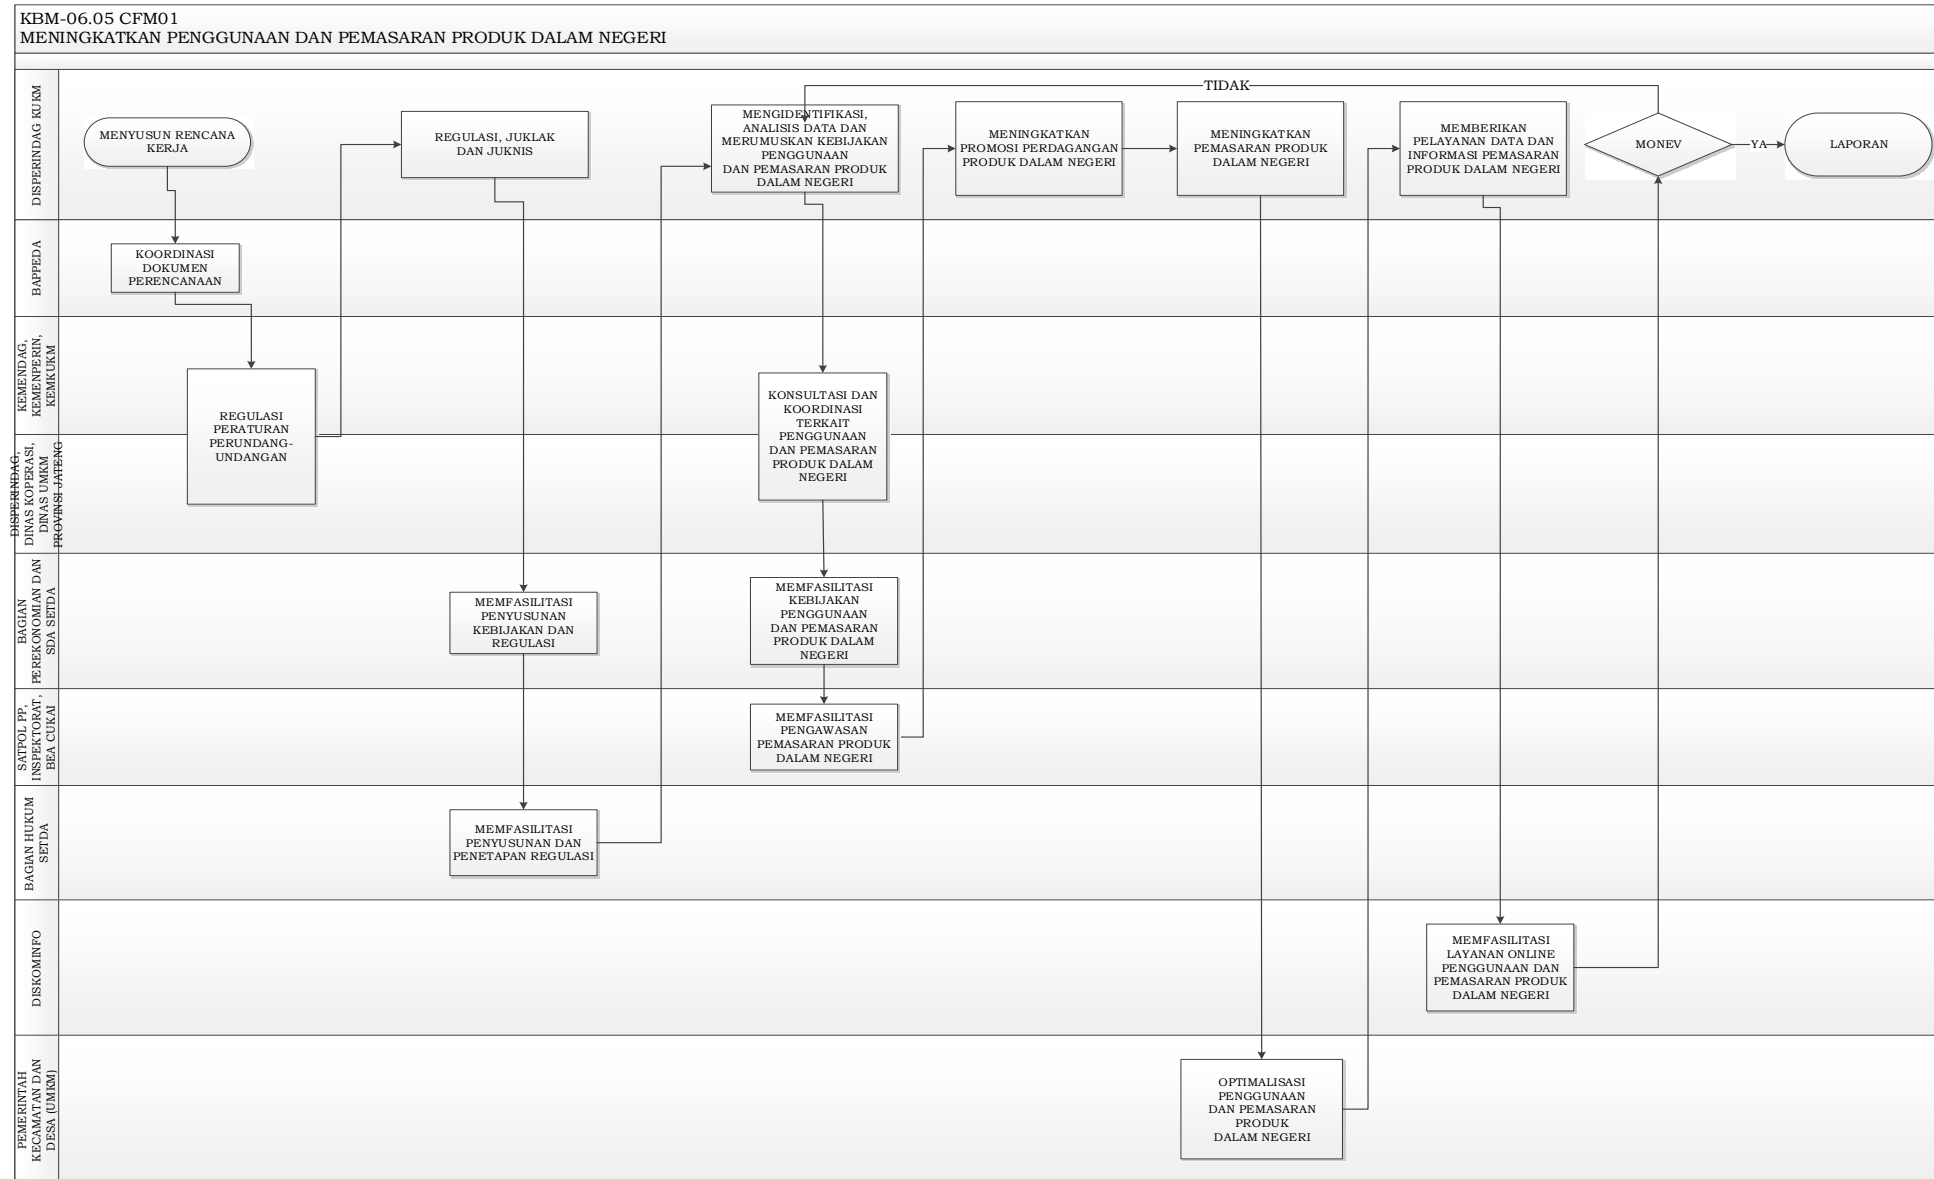 KBM-06.05 CFM01
MENINGKATKAN PENGGUNAAN DAN PEMASARAN PRODUK DALAM NEGERI
DISPERINDAG KUKM
MENYUSUN RENCANA
KERJA
REGULASI, JUKLAK
DAN JUKNIS
MENGIDENTIFIKASI,
ANALISIS DATA DAN
MERUMUSKAN KEBIJAKAN
PENGGUNAAN
DAN PEMASARAN PRODUK
DALAM NEGERI
MENINGKATKAN
PROMOSI PERDAGANGAN
PRODUK DALAM NEGERI
MENINGKATKAN
PEMASARAN PRODUK
DALAM NEGERI
MEMBERIKAN
PELAYANAN DATA DAN
INFORMASI PEMASARAN
PRODUK DALAM NEGERI
TIDAK
MONEV
YA
LAPORAN
BAPPEDA
KOORDINASI
DOKUMEN
PERENCANAAN
KEMENDAG,
KEMENPERIN,
KEMKUKM
REGULASI
PERATURAN
PERUNDANG-
UNDANGAN
KONSULTASI DAN
KOORDINASI
TERKAIT
PENGGUNAAN
DAN PEMASARAN
PRODUK DALAM
NEGERI
DISPERINDAG,
DINAS KOPERASI,
DINAS UMKM
PROVINSI JATENG
BAGIAN
PEREKONOMIAN DAN
SDA SETDA
MEMFASILITASI
PENYUSUNAN
KEBIJAKAN DAN
REGULASI
MEMFASILITASI
KEBIJAKAN
PENGGUNAAN
DAN PEMASARAN
PRODUK DALAM
NEGERI
SATPOL PP,
INSPEKTORAT,
BEA CUKAI
MEMFASILITASI
PENGAWASAN
PEMASARAN PRODUK
DALAM NEGERI
BAGIAN HUKUM
SETDA
MEMFASILITASI
PENYUSUNAN DAN
PENETAPAN REGULASI
DISKOMINFO
MEMFASILITASI
LAYANAN ONLINE
PENGGUNAAN DAN
PEMASARAN PRODUK
DALAM NEGERI
PEMERINTAH
KECAMATAN DAN
DESA (UMKM)
OPTIMALISASI
PENGGUNAAN
DAN PEMASARAN
PRODUK
DALAM NEGERI